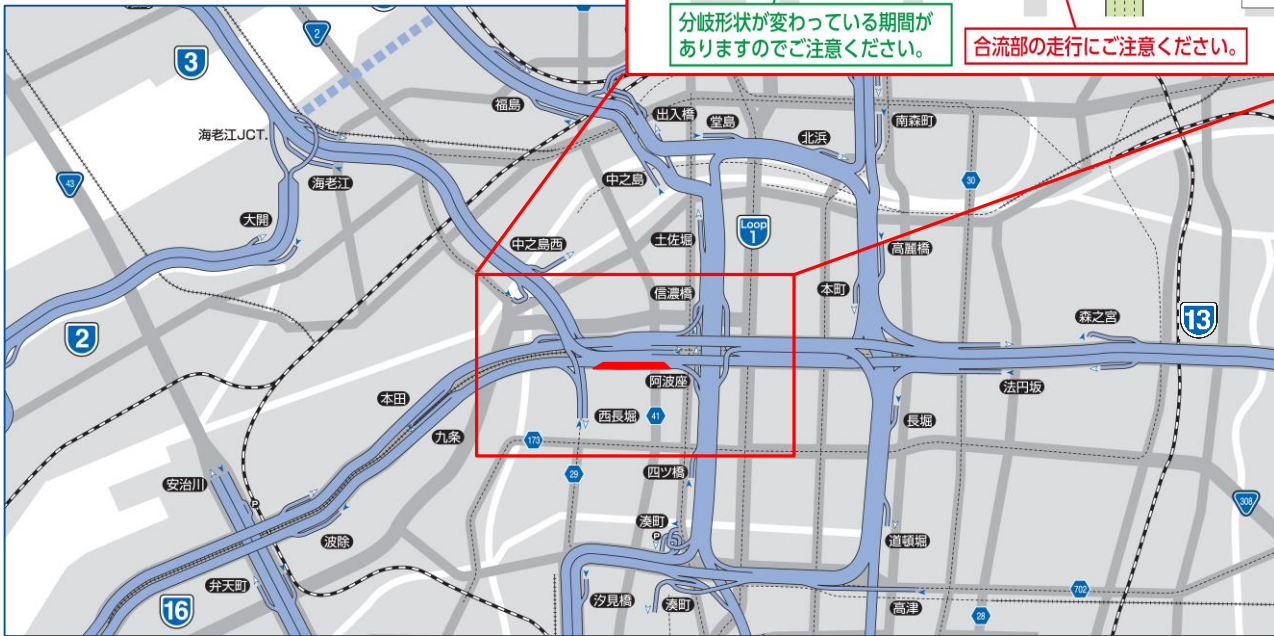 分岐形状が変わっている期間が
ありますのでご注意ください。
合流部の走行にご注意ください。
3
2
43
海老江JCT.
海老江
大開
2
福島
出入橋
堂島
北浜
南森町
30
中之島
中之島西
土佐堀
Loop
1
高麗橋
信濃橋
本町
森之宮
13
阿波座
法円坂
本田
九条
西長堀
41
長堀
173
29
四ツ橋
308
安治川
P
波除
湊町
P
道頓堀
弁天町
16
汐見橋
湊町
高津
702
28